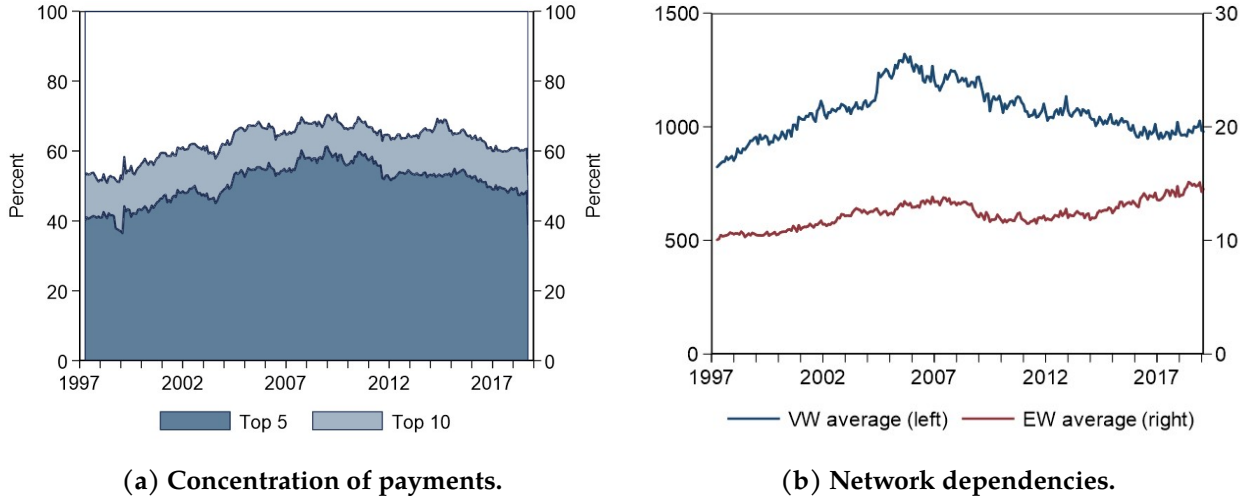 100
80
60
40
20
0
Percent
100
80
60
40
20
0
Percent
1997 2002 2007 2012 2017
Top 5 Top 10
(a) Concentration of payments.
1500
1000
500
0
30
20
10
0
1997 2002 2007 2012 2017
VW average (left) EW average (right)
(b) Network dependencies.